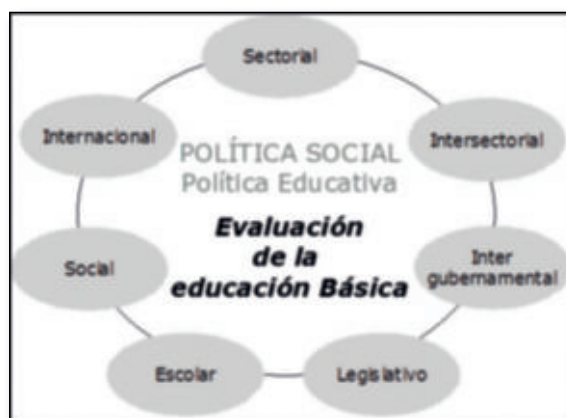 Sectorial
Internacional
Intersectorial
POLÍTICA SOCIAL
Política Educativa
Evaluación
de la
educación Básica
Social
Inter
gubernamental
Escolar
Legislativo